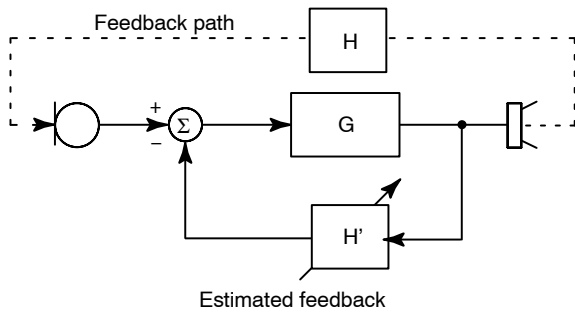 Feedback path
H
+
Σ
−
G
H'
Estimated feedback